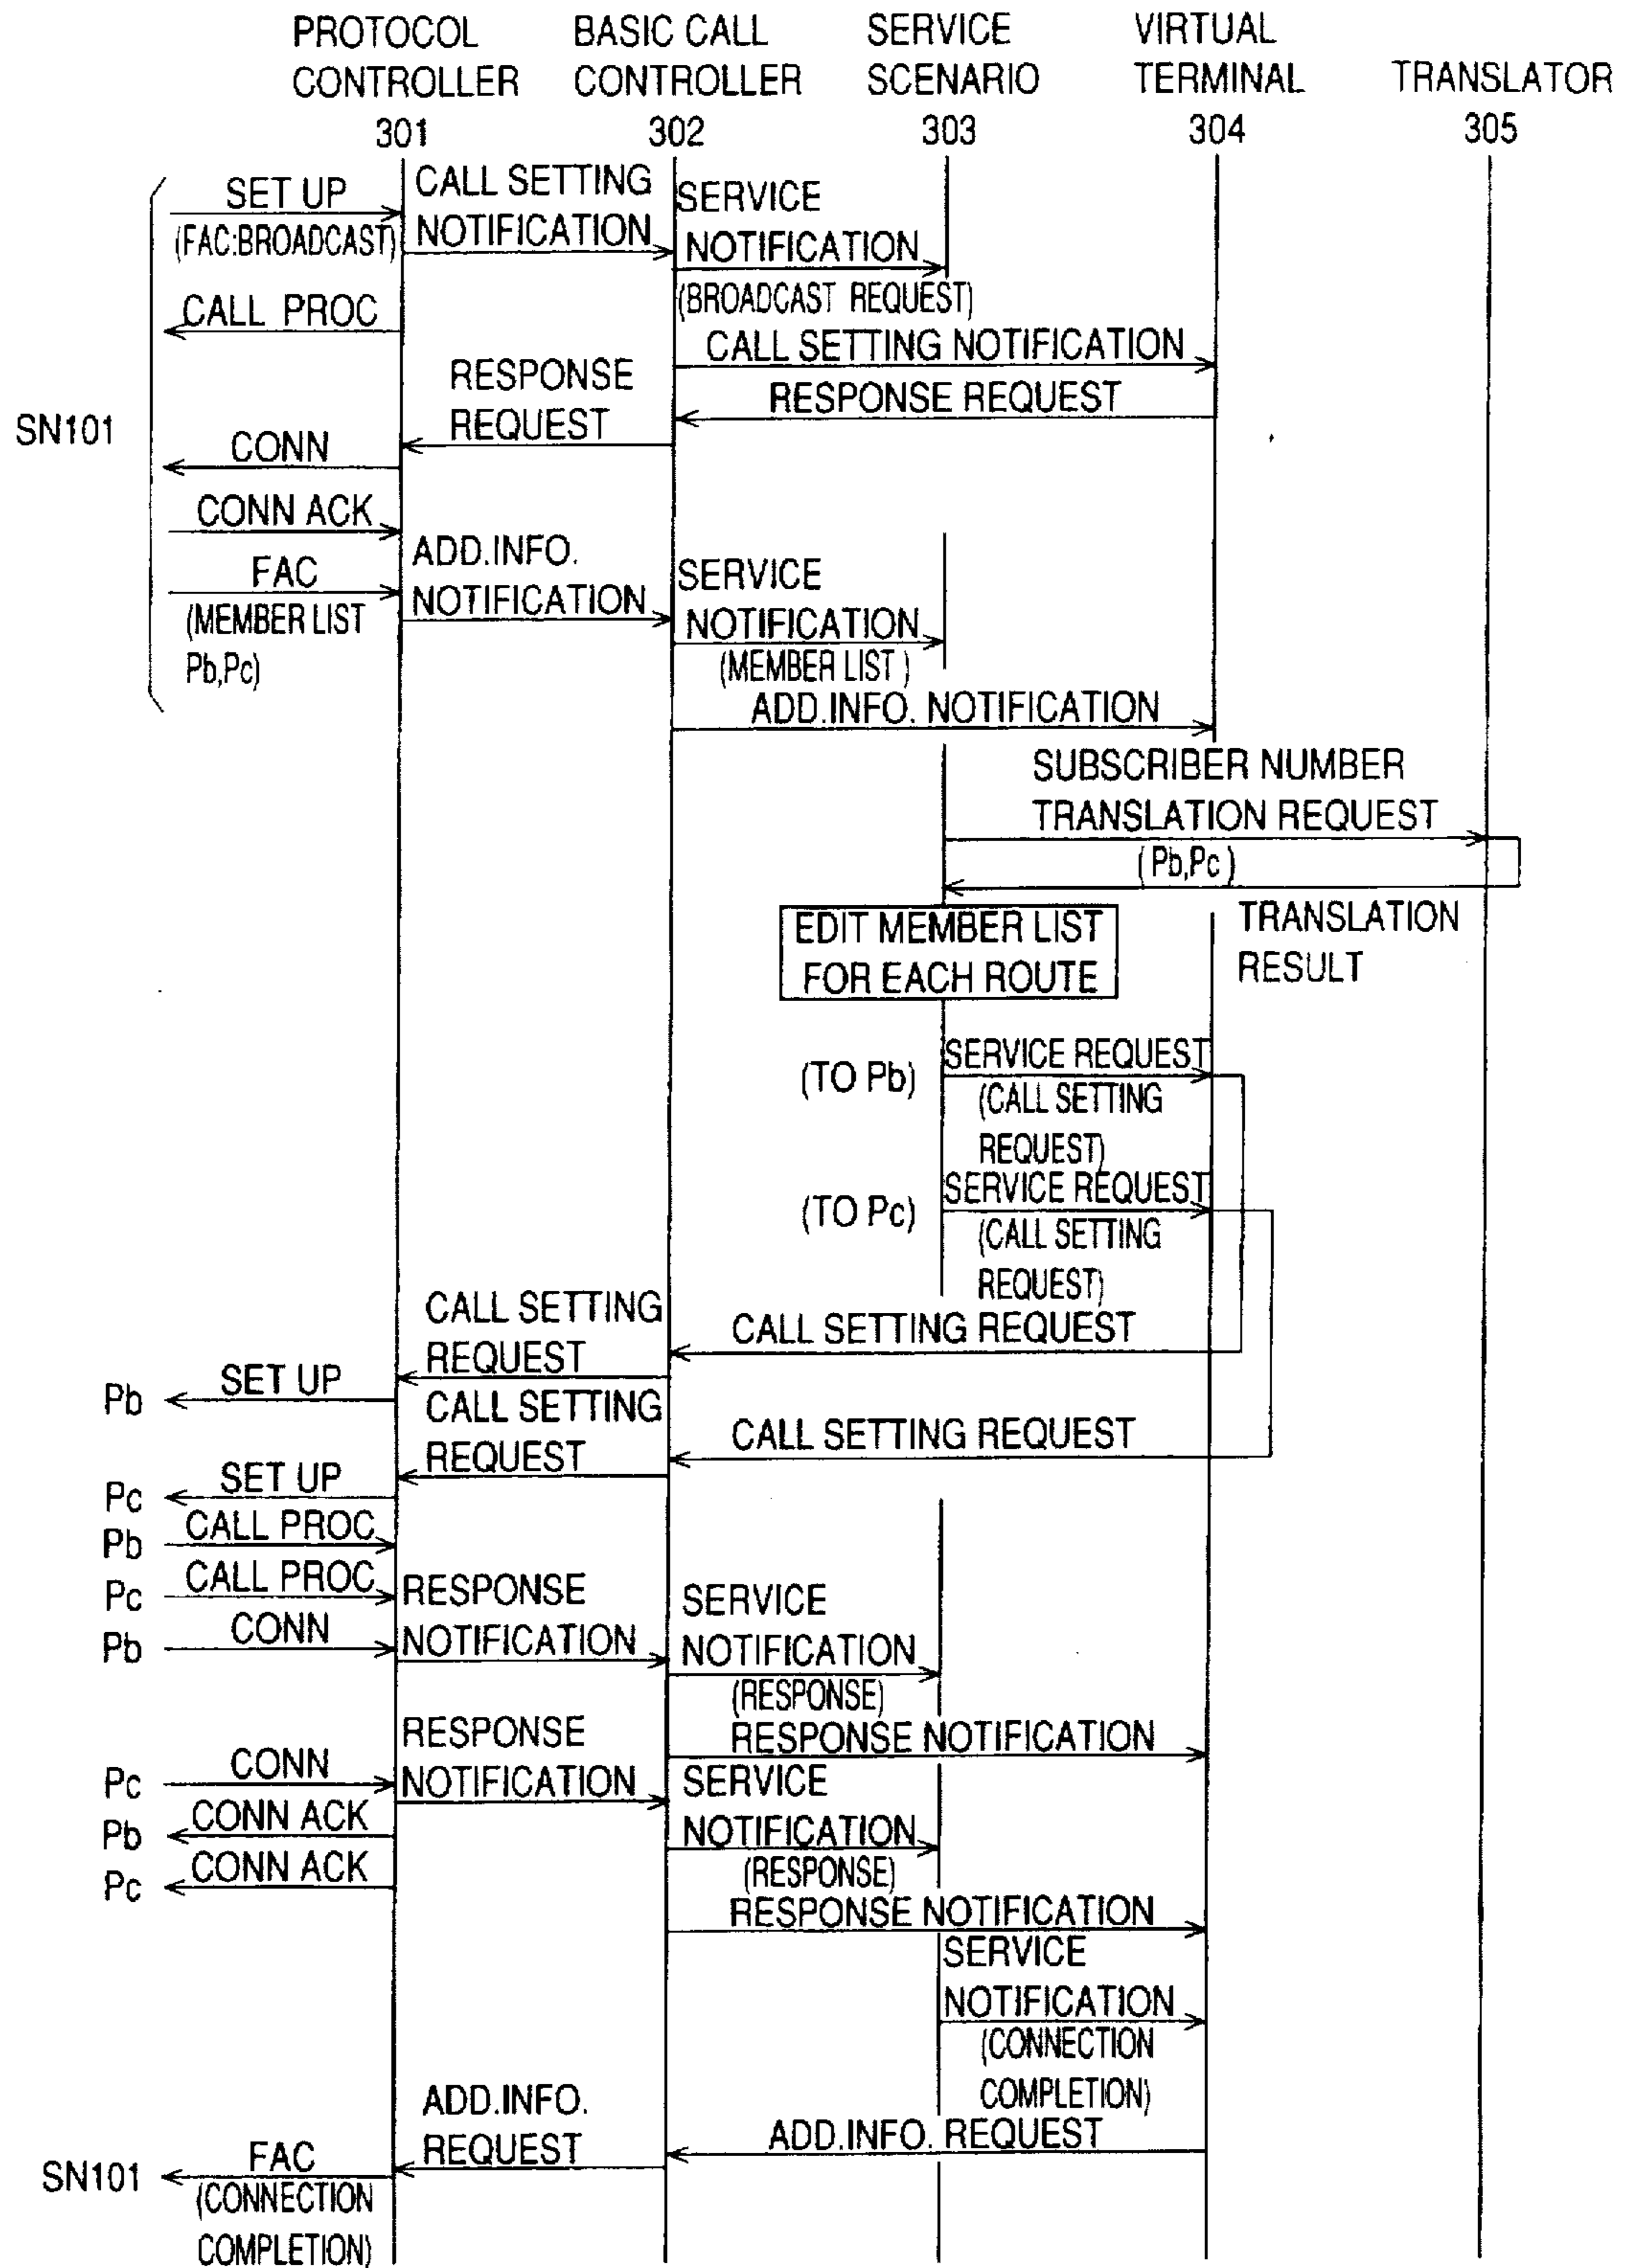 PROTOCOL
CONTROLLER
301
BASIC CALL
CONTROLLER
302
SERVICE
SCENARIO
303
VIRTUAL
TERMINAL
304
TRANSLATOR
305
SN101
SET UP
(FAC:BROADCAST)
CALL SETTING
NOTIFICATION
SERVICE
NOTIFICATION
(BROADCAST REQUEST)
CALL PROC
CALL SETTING NOTIFICATION
RESPONSE REQUEST
RESPONSE
REQUEST
CONN
CONN ACK
FAC
(MEMBER LIST
Pb,Pc)
ADD.INFO.
NOTIFICATION
SERVICE
NOTIFICATION
(MEMBER LIST )
ADD.INFO. NOTIFICATION
SUBSCRIBER NUMBER
TRANSLATION REQUEST
( Pb,Pc )
TRANSLATION
RESULT
EDIT MEMBER LIST
FOR EACH ROUTE
(TO Pb)
SERVICE REQUEST
(CALL SETTING
REQUEST)
(TO Pc)
SERVICE REQUEST
(CALL SETTING
REQUEST)
CALL SETTING REQUEST
CALL SETTING
REQUEST
Pb
SET UP
CALL SETTING REQUEST
CALL SETTING
REQUEST
Pc
SET UP
Pb
CALL PROC
Pc
CALL PROC
Pb
CONN
RESPONSE
NOTIFICATION
SERVICE
NOTIFICATION
(RESPONSE)
RESPONSE NOTIFICATION
Pc
CONN
RESPONSE
NOTIFICATION
SERVICE
NOTIFICATION
(RESPONSE)
Pb
CONN ACK
Pc
CONN ACK
RESPONSE NOTIFICATION
SERVICE
NOTIFICATION
(CONNECTION
COMPLETION)
ADD.INFO. REQUEST
ADD.INFO.
REQUEST
SN101
FAC
(CONNECTION
COMPLETION)